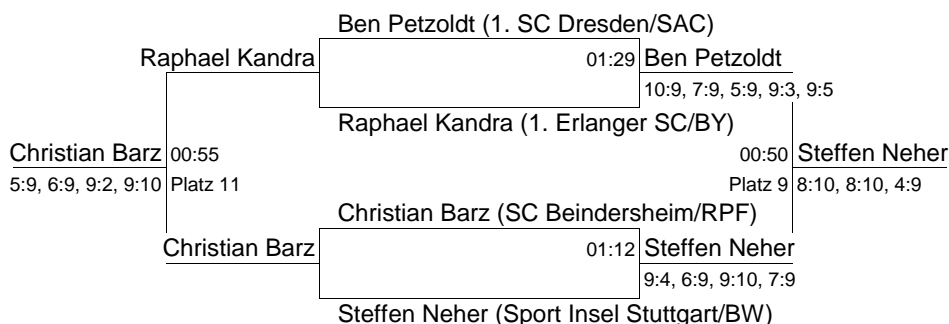 Ben Petzoldt (1. SC Dresden/SAC)
Raphael Kandra 01:29 Ben Petzoldt
10:9, 7:9, 5:9, 9:3, 9:5
Raphael Kandra (1. Erlanger SC/BY)
Christian Barz 00:55 00:50 Steffen Neher
5:9, 6:9, 9:2, 9:10 Platz 11 Platz 9 8:10, 8:10, 4:9
Christian Barz (SC Beindersheim/RPF)
Christian Barz 01:12 Steffen Neher
9:4, 6:9, 9:10, 7:9
Steffen Neher (Sport Insel Stuttgart/BW)